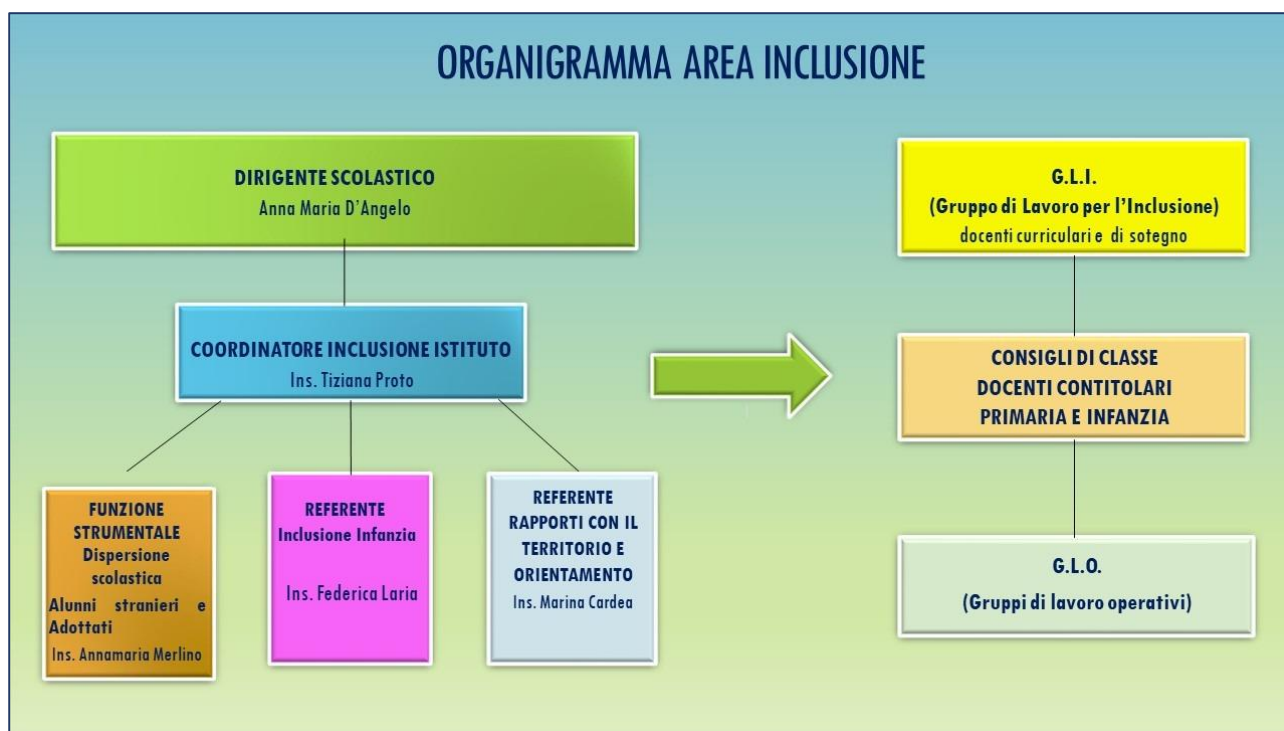 ORGANIGRAMMA AREA INCLUSIONE
DIRIGENTE SCOLASTICO
Anna Maria D’Angelo
COORDINATORE INCLUSIONE ISTITUTO
Ins. Tiziana Proto
FUNZIONE
STRUMENTALE
Dispersione
scolastica
Alunni stranieri e
Adottati
Ins. Annamaria Merlino
REFERENTE
Inclusione Infanzia
Ins. Federica Laria
REFERENTE
RAPPORTI CON IL
TERRITORIO E
ORIENTAMENTO
Ins. Marina Cardea
G.L.I.
(Gruppo di Lavoro per l’Inclusione)
docenti curriculari e di sotegno
CONSIGLI DI CLASSE
DOCENTI CONTITOLARI
PRIMARIA E INFANZIA
G.L.O.
(Gruppi di lavoro operativi)